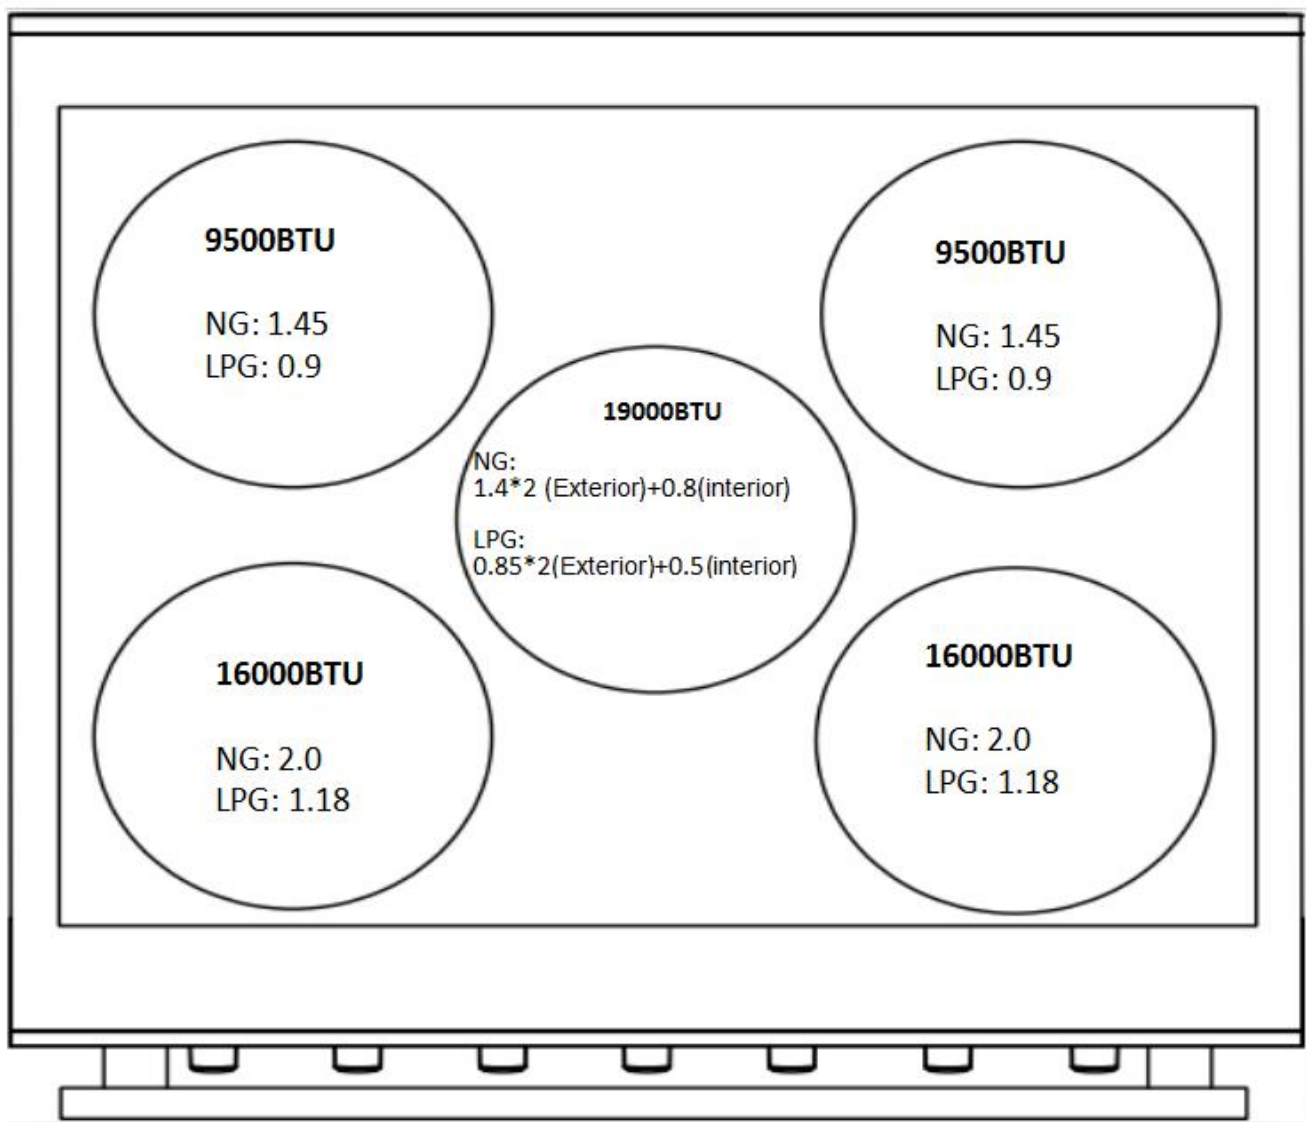 9500BTU
NG: 1.45
LPG: 0.9
9500BTU
NG: 1.45
LPG: 0.9
19000BTU
NG:
1.4*2 (Exterior)+0.8(interior)
LPG:
0.85*2(Exterior)+0.5(interior)
16000BTU
NG: 2.0
LPG: 1.18
16000BTU
NG: 2.0
LPG: 1.18